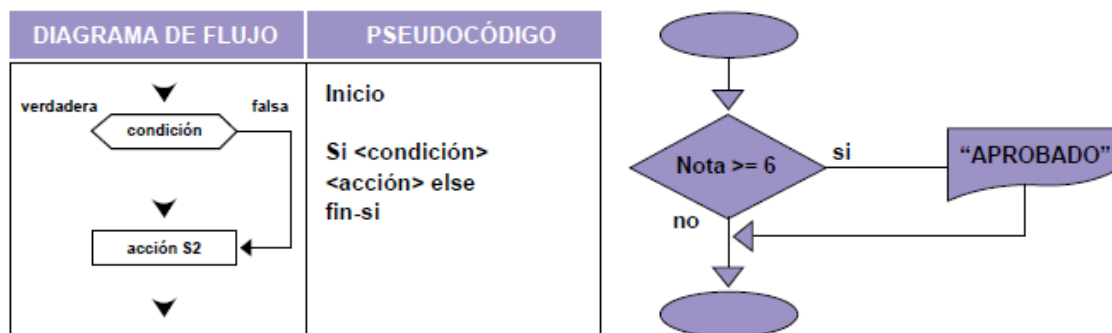 DIAGRAMA DE FLUJO
PSEUDOCÓDIGO
verdadera
falsa
condición
acción S2
Inicio
Si <condición>
<acción> else
fin-si
Nota >= 6
si
“APROBADO”
no